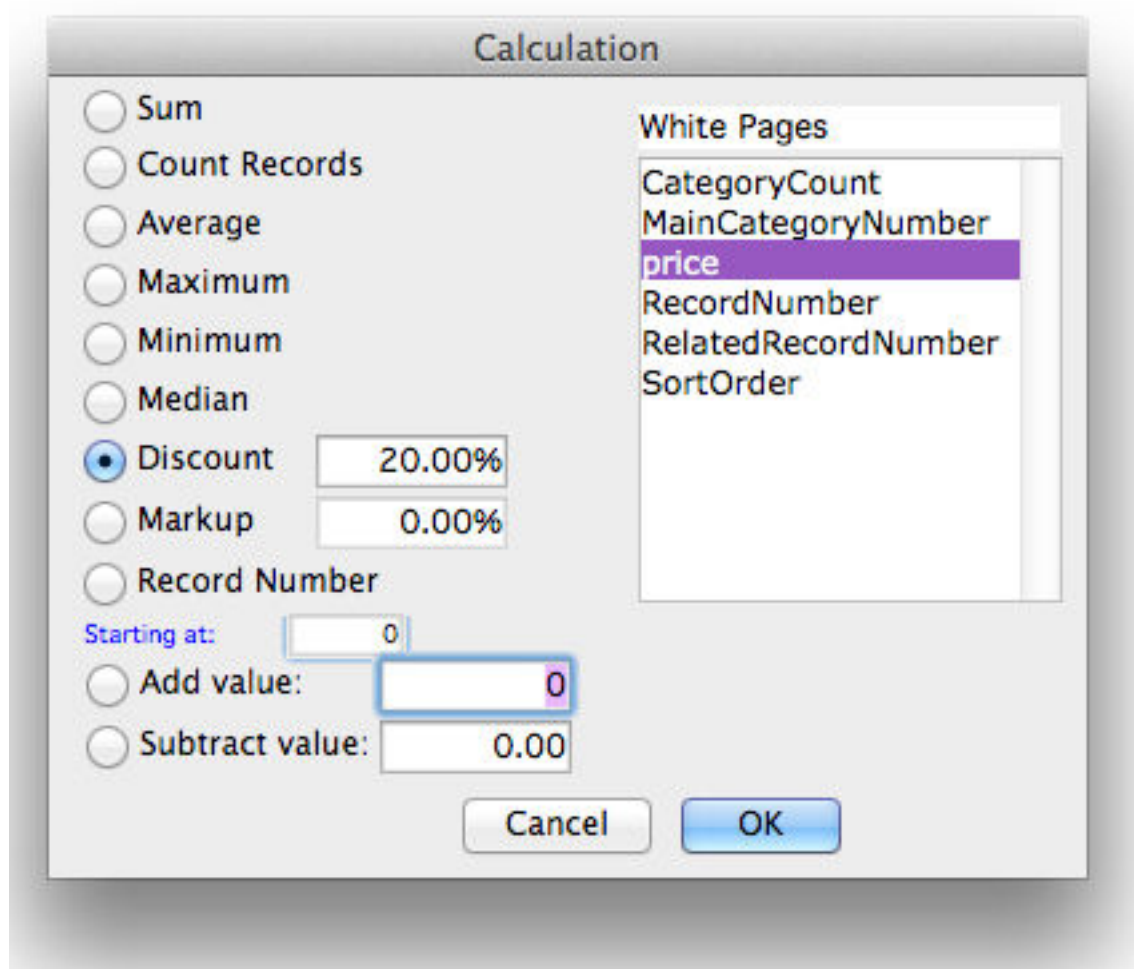 Calculation
Sum
Count Records
Average
Maximum
Minimum
Median
Discount 20.00%
Markup 0.00%
Record Number
Starting at: 0
Add value: 0
Subtract value: 0.00
White Pages
CategoryCount
MainCategoryNumber
price
RecordNumber
RelatedRecordNumber
SortOrder
Cancel OK